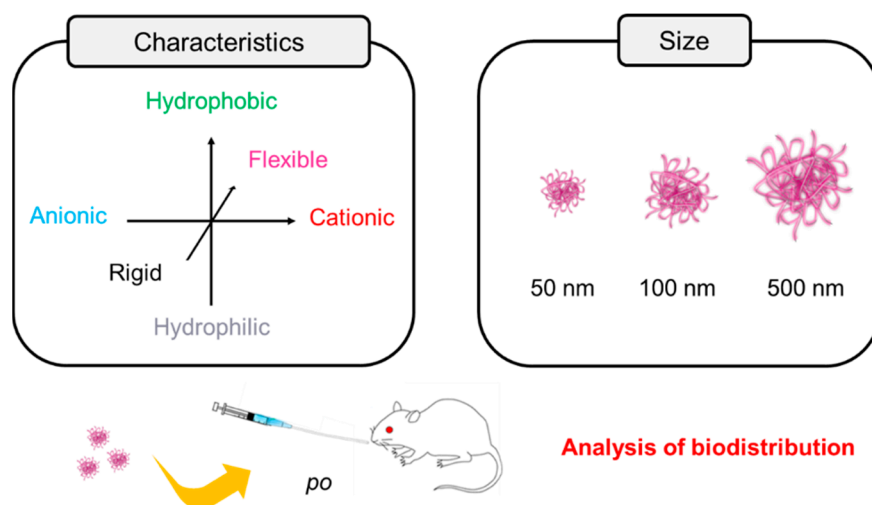 Characteristics
Hydrophobic
Flexible
Anionic
Cationic
Rigid
Hydrophilic
Size
50 nm
100 nm
500 nm
po
Analysis of biodistribution